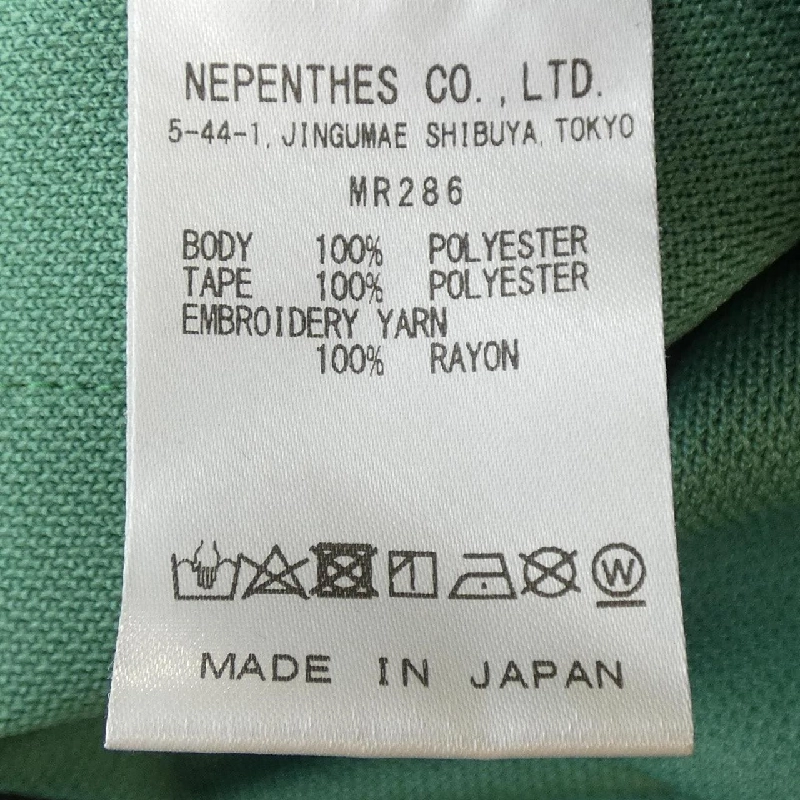 NEPENTHES CO.,LTD.
5-44-1, JINGUMAE SHIBUYA, TOKYO
MR286
BODY 100% POLYESTER
TAPE 100% POLYESTER
EMBROIDERY YARN
100% RAYON
W
MADE IN JAPAN